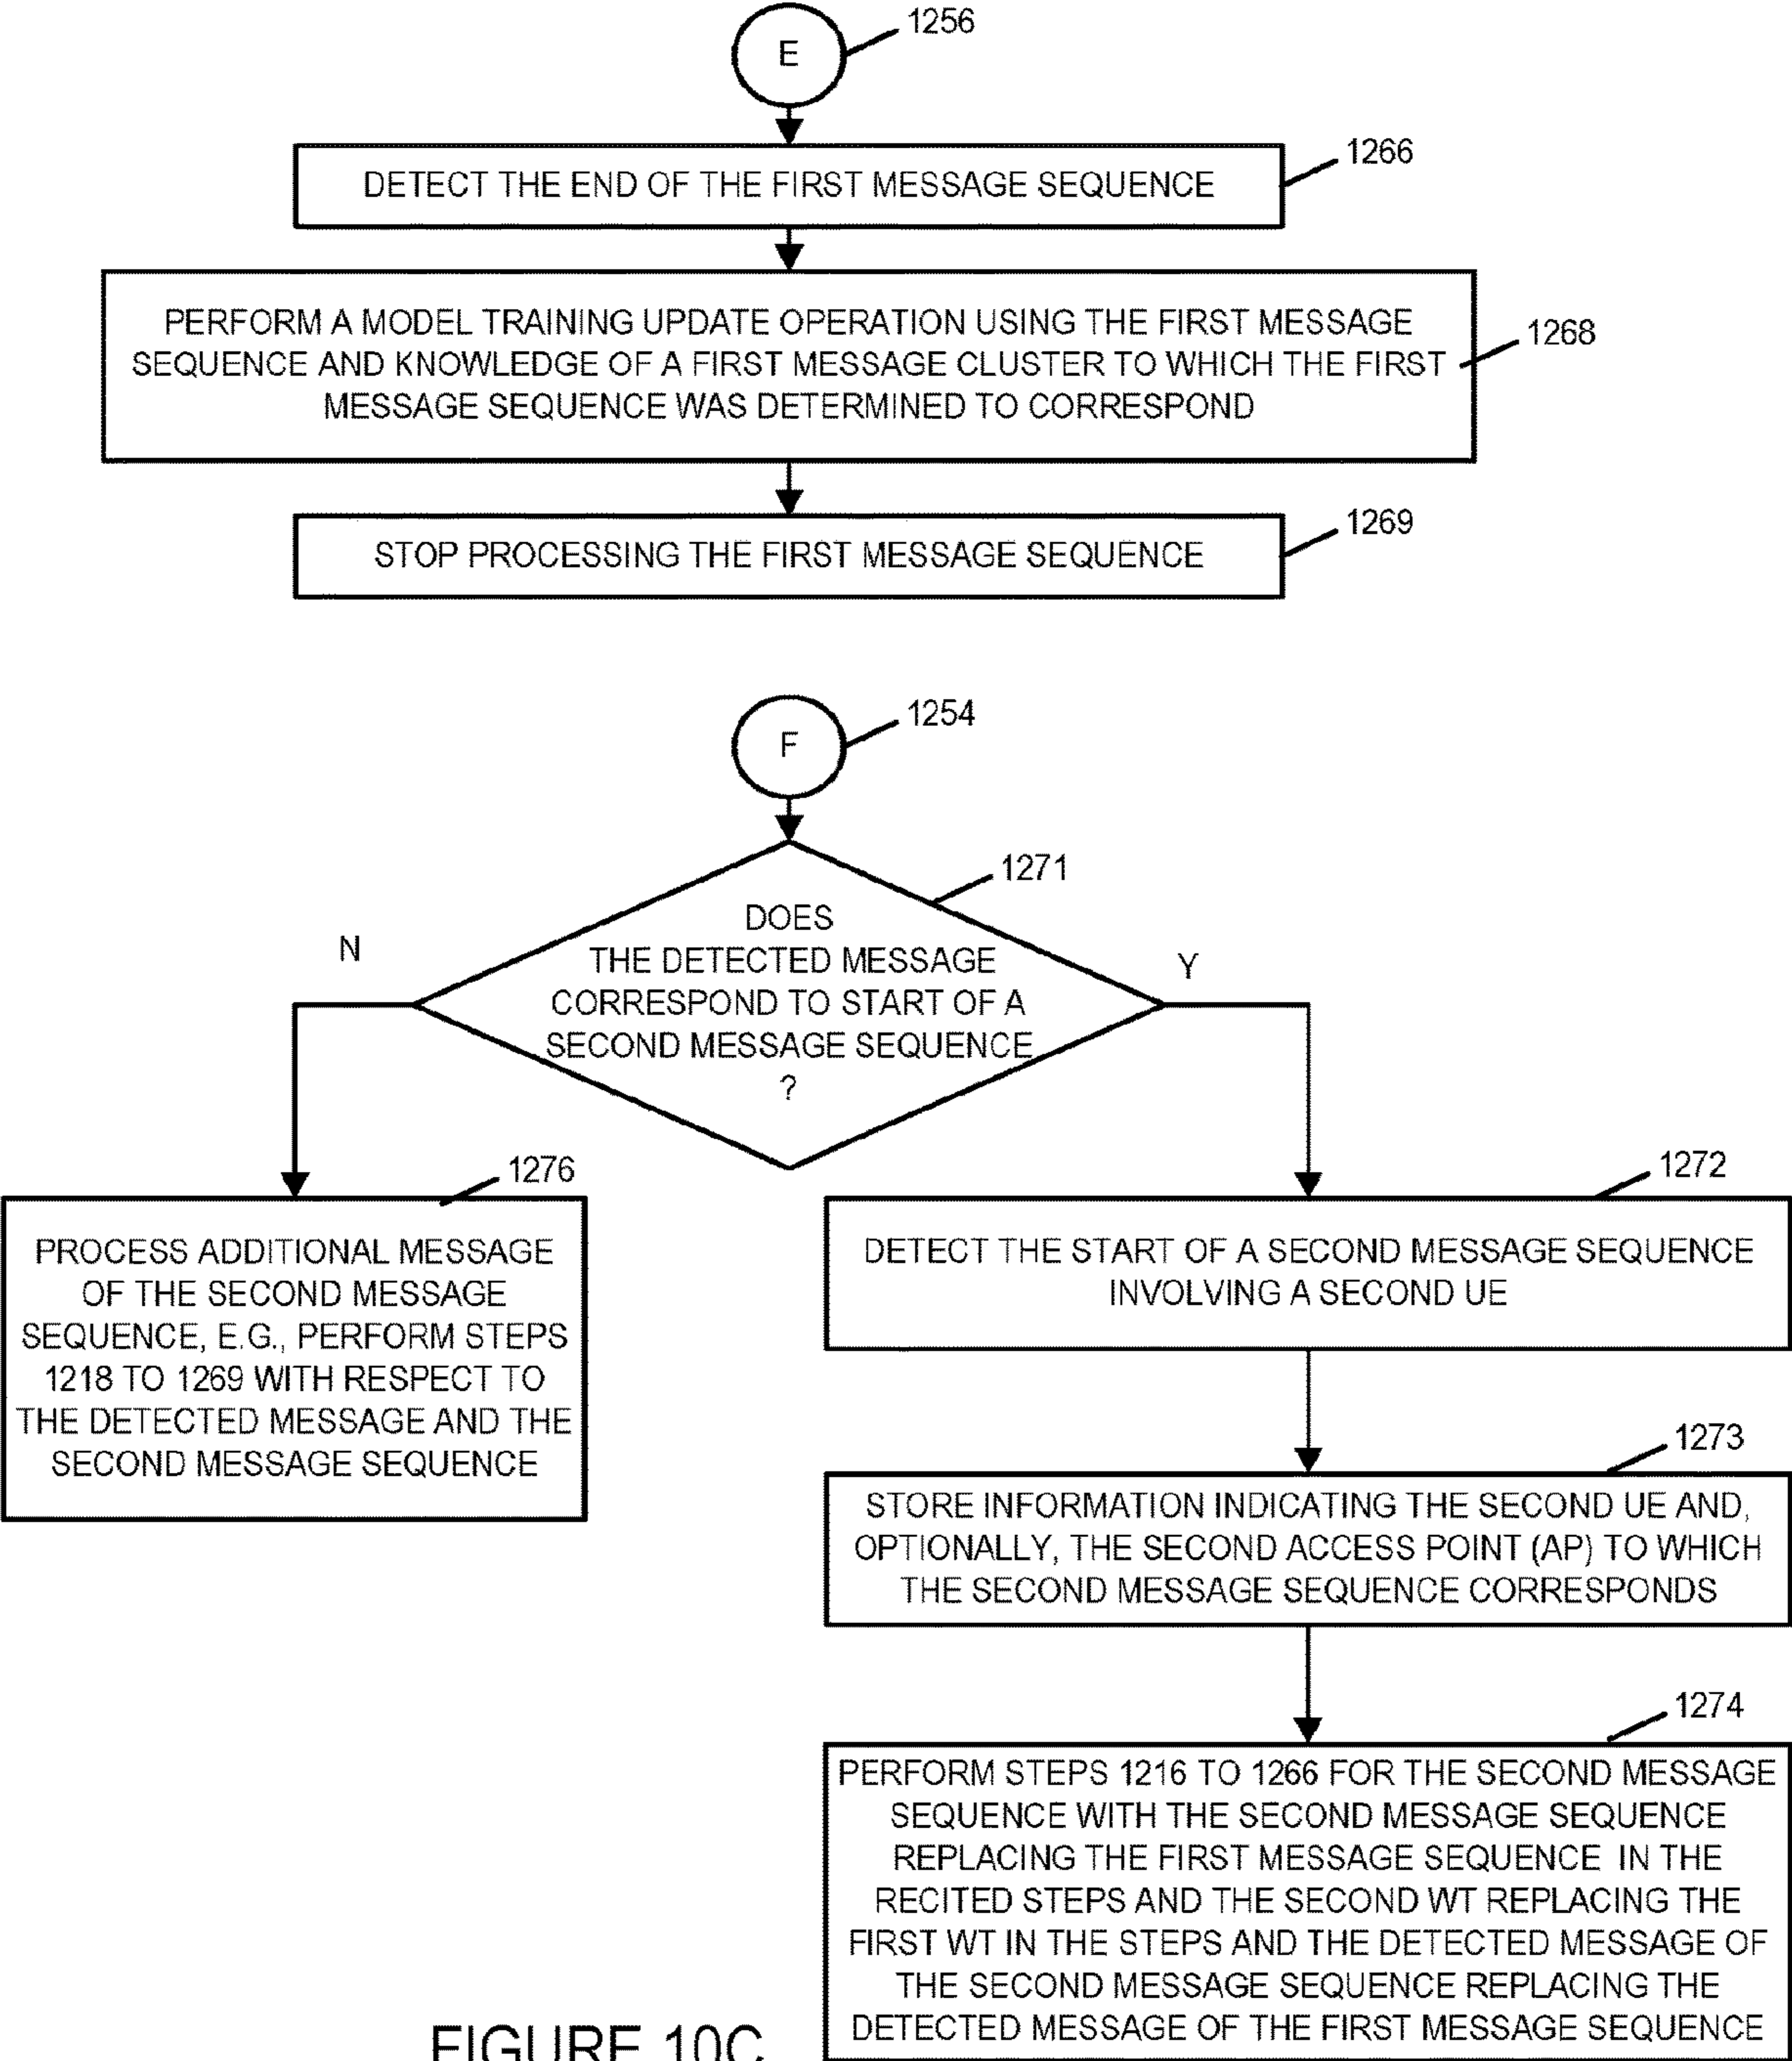 E
1256
DETECT THE END OF THE FIRST MESSAGE SEQUENCE
1266
PERFORM A MODEL TRAINING UPDATE OPERATION USING THE FIRST MESSAGE
SEQUENCE AND KNOWLEDGE OF A FIRST MESSAGE CLUSTER TO WHICH THE FIRST
MESSAGE SEQUENCE WAS DETERMINED TO CORRESPOND
1268
STOP PROCESSING THE FIRST MESSAGE SEQUENCE
1269
F
1254
DOES
THE DETECTED MESSAGE
CORRESPOND TO START OF A
SECOND MESSAGE SEQUENCE
?
1271
N
Y
1276
PROCESS ADDITIONAL MESSAGE
OF THE SECOND MESSAGE
SEQUENCE, E.G., PERFORM STEPS
1218 TO 1269 WITH RESPECT TO
THE DETECTED MESSAGE AND THE
SECOND MESSAGE SEQUENCE
1272
DETECT THE START OF A SECOND MESSAGE SEQUENCE
INVOLVING A SECOND UE
1273
STORE INFORMATION INDICATING THE SECOND UE AND,
OPTIONALLY, THE SECOND ACCESS POINT (AP) TO WHICH
THE SECOND MESSAGE SEQUENCE CORRESPONDS
1274
PERFORM STEPS 1216 TO 1266 FOR THE SECOND MESSAGE
SEQUENCE WITH THE SECOND MESSAGE SEQUENCE
REPLACING THE FIRST MESSAGE SEQUENCE IN THE
RECITED STEPS AND THE SECOND WT REPLACING THE
FIRST WT IN THE STEPS AND THE DETECTED MESSAGE OF
THE SECOND MESSAGE SEQUENCE REPLACING THE
DETECTED MESSAGE OF THE FIRST MESSAGE SEQUENCE
FIGURE 10C